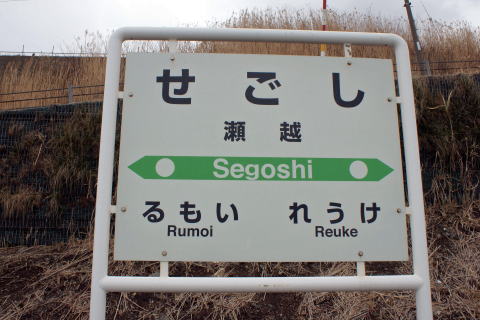 せごし
瀬越
Segoshi
るもい れうけ
Rumoi Reuke